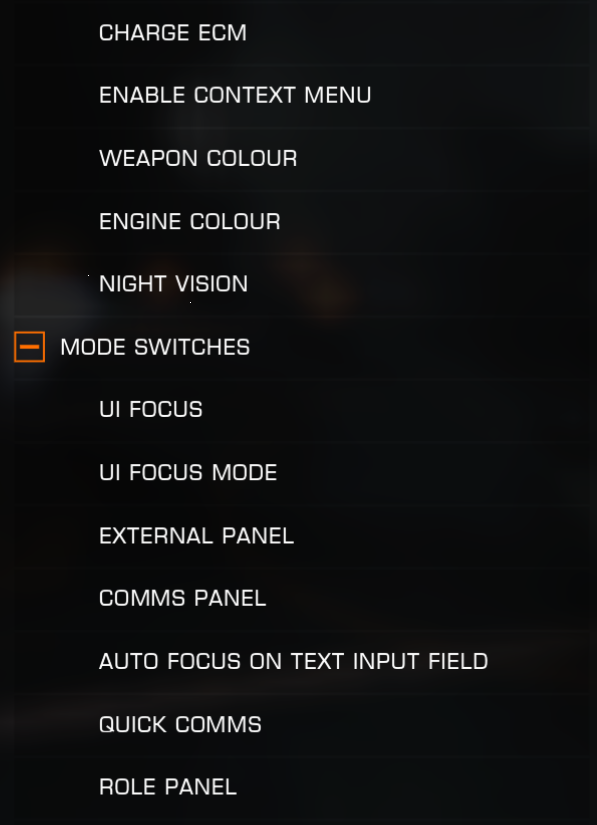 CHARGE ECM
ENABLE CONTEXT MENU
WEAPON COLOUR
ENGINE COLOUR
NIGHT VISION
MODE SWITCHES
UI FOCUS
UI FOCUS MODE
EXTERNAL PANEL
COMMS PANEL
AUTO FOCUS ON TEXT INPUT FIELD
QUICK COMMS
ROLE PANEL